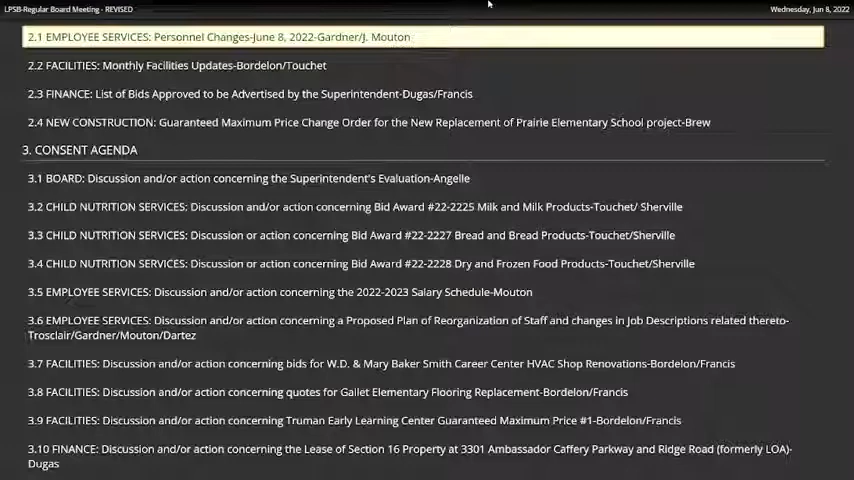 LPSB-Regular Board Meeting - REVISED
Wednesday, Jun 8, 2022
2.1 EMPLOYEE SERVICES: Personnel Changes-June 8, 2022-Gardner/J. Mouton
2.2 FACILITIES: Monthly Facilities Updates-Bordelon/Touchet
2.3 FINANCE: List of Bids Approved to be Advertised by the Superintendent-Dugas/Francis
2.4 NEW CONSTRUCTION: Guaranteed Maximum Price Change Order for the New Replacement of Prairie Elementary School project-Brew
3. CONSENT AGENDA
3.1 BOARD: Discussion and/or action concerning the Superintendent's Evaluation-Angelle
3.2 CHILD NUTRITION SERVICES: Discussion and/or action concerning Bid Award #22-2225 Milk and Milk Products-Touchet/ Sherville
3.3 CHILD NUTRITION SERVICES: Discussion or action concerning Bid Award #22-2227 Bread and Bread Products-Touchet/Sherville
3.4 CHILD NUTRITION SERVICES: Discussion or action concerning Bid Award #22-2228 Dry and Frozen Food Products-Touchet/Sherville
3.5 EMPLOYEE SERVICES: Discussion and/or action concerning the 2022-2023 Salary Schedule-Mouton
3.6 EMPLOYEE SERVICES: Discussion and/or action concerning a Proposed Plan of Reorganization of Staff and changes in Job Descriptions related thereto-
Trosclair/Gardner/Mouton/Dartez
3.7 FACILITIES: Discussion and/or action concerning bids for W.D. & Mary Baker Smith Career Center HVAC Shop Renovations-Bordelon/Francis
3.8 FACILITIES: Discussion and/or action concerning quotes for Gallet Elementary Flooring Replacement-Bordelon/Francis
3.9 FACILITIES: Discussion and/or action concerning Truman Early Learning Center Guaranteed Maximum Price #1-Bordelon/Francis
3.10 FINANCE: Discussion and/or action concerning the Lease of Section 16 Property at 3301 Ambassador Caffery Parkway and Ridge Road (formerly LOA)-
Dugas